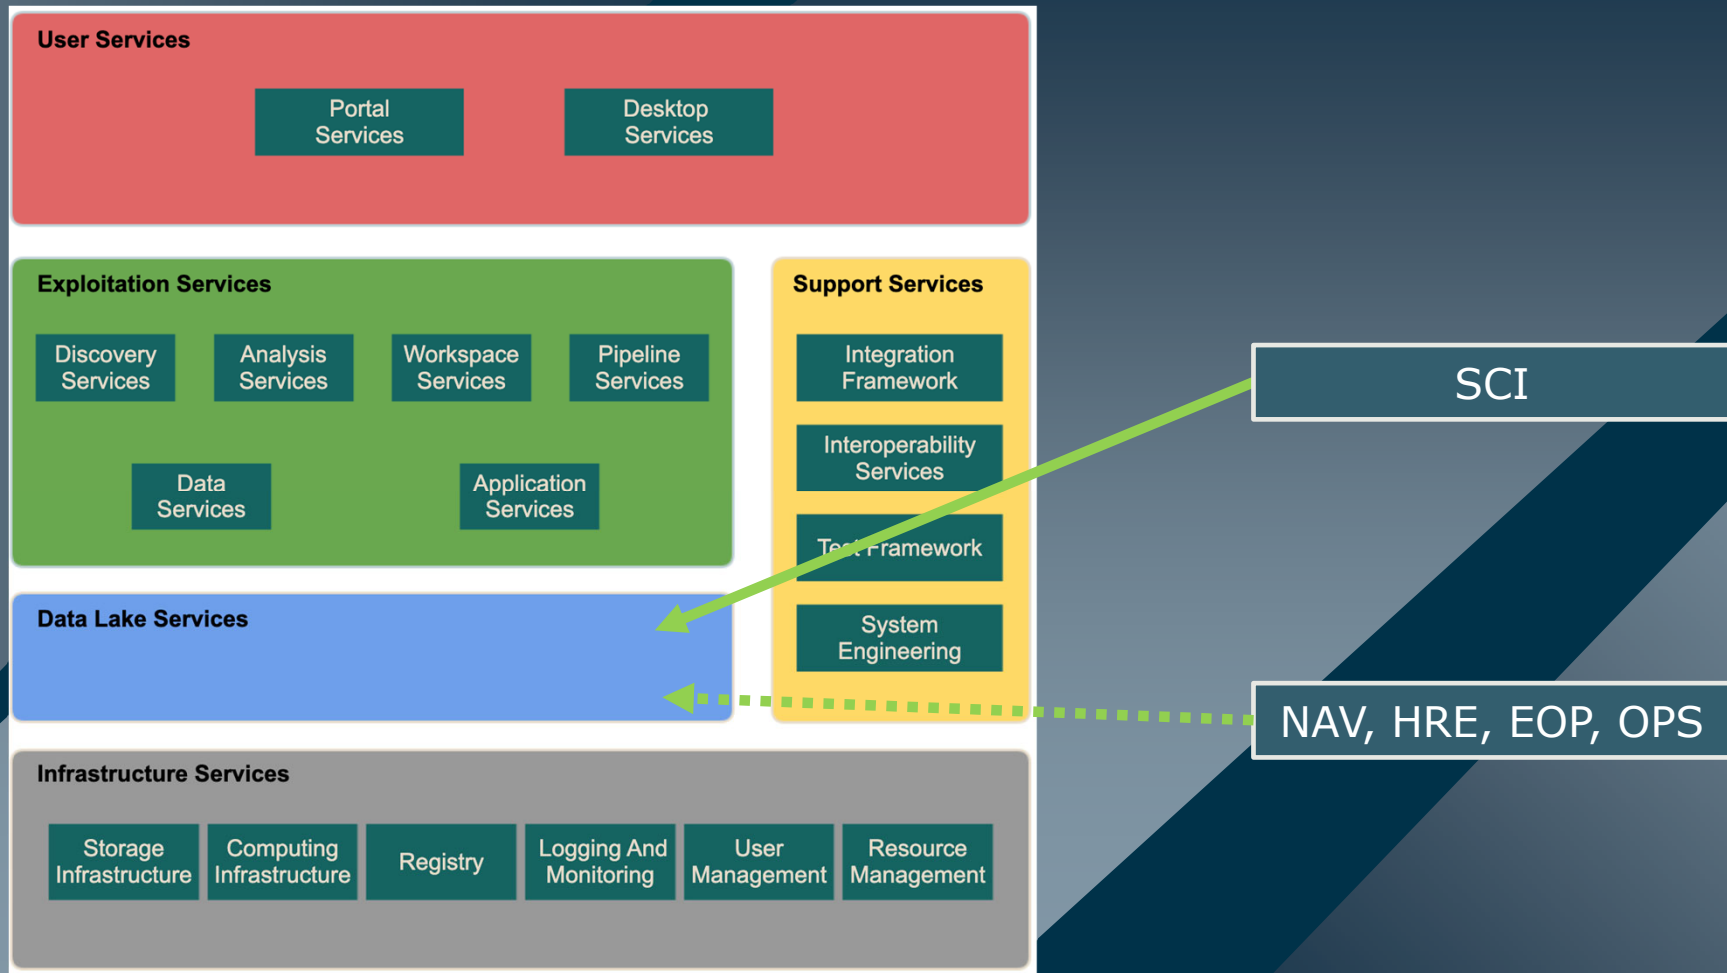 User Services
Portal
Services
Desktop
Services
Exploitation Services
Discovery
Services
Analysis
Services
Workspace
Services
Pipeline
Services
Data
Services
Application
Services
Support Services
Integration
Framework
Interoperability
Services
Test Framework
System
Engineering
SCI
Data Lake Services
NAV, HRE, EOP, OPS
Infrastructure Services
Storage
Infrastructure
Computing
Infrastructure
Registry
Logging And
Monitoring
User
Management
Resource
Management